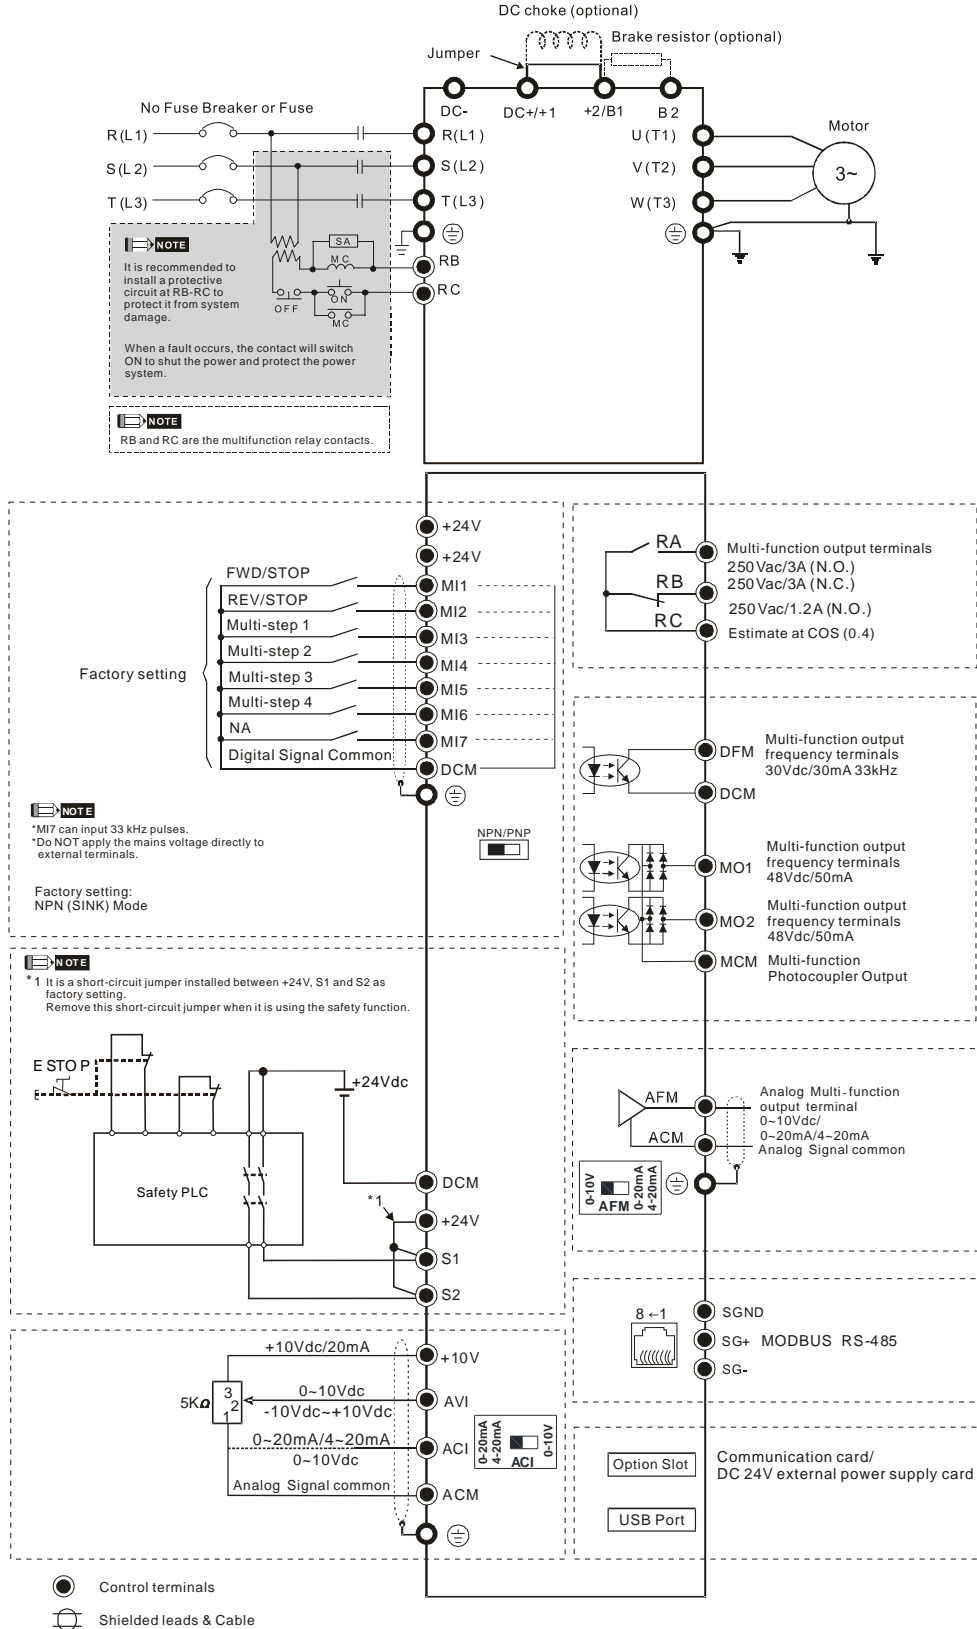 DC choke (optional)
Brake resistor (optional)
Jumper
DC-
DC+/+1
+2/B1
B2
No Fuse Breaker or Fuse
R(L1)
R(L1)
U(T1)
Motor
S(L2)
S(L2)
V(T2)
3~
T(L3)
T(L3)
W(T3)
NOTE
It is recommended to
install a protective
circuit at RB-RC to
protect it from system
damage.
When a fault occurs, the contact will switch
ON to shut the power and protect the power
system.
SA
MC
RB
OFF
ON
MC
RC
NOTE
RB and RC are the multifunction relay contacts.
+24V
+24V
Factory setting
FWD/STOP
MI1
REV/STOP
MI2
Multi-step 1
MI3
Multi-step 2
MI4
Multi-step 3
MI5
Multi-step 4
MI6
NA
MI7
Digital Signal Common
DCM
NOTE
*MI7 can input 33 kHz pulses.
*Do NOT apply the mains voltage directly to
external terminals.
NPN/PNP
Factory setting:
NPN (SINK) Mode
RA
RB
RC
Multi-function output terminals
250Vac/3A (N.O.)
250Vac/3A (N.C.)
250Vac/1.2A (N.O.)
Estimate at COS (0.4)
DFM
Multi-function output
frequency terminals
30Vdc/30mA 33kHz
DCM
MO1
Multi-function output
frequency terminals
48Vdc/50mA
MO2
Multi-function output
frequency terminals
48Vdc/50mA
MCM
Multi-function
Photocoupler Output
NOTE
*1 It is a short-circuit jumper installed between +24V, S1 and S2 as
factory setting.
Remove this short-circuit jumper when it is using the safety function.
E STOP
+24Vdc
Safety PLC
DCM
*1
+24V
S1
S2
AFM
ACM
Analog Multi-function
output terminal
0~10Vdc/
0~20mA/4~20mA
Analog Signal common
0-10V
AFM
0-20mA
4-20mA
8←1
SGND
SG+ MODBUS RS-485
SG-
+10Vdc/20mA
+10V
5KΩ
3
2
1
0~10Vdc
-10Vdc~+10Vdc
AVI
0~20mA/4~20mA
0~10Vdc
ACI
0-20mA
4-20mA
ACI
0-10V
Analog Signal common
ACM
Option Slot
Communication card/
DC 24V external power supply card
USB Port
Control terminals
Shielded leads & Cable